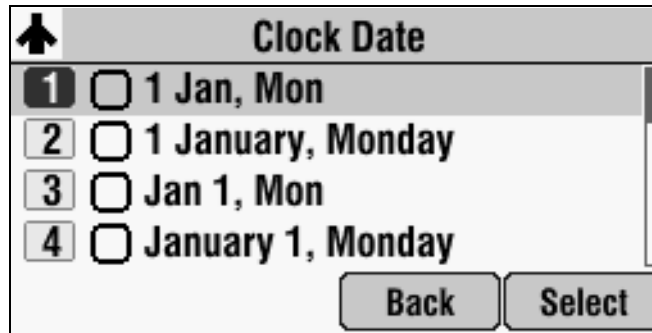 Clock Date
1 1 Jan, Mon
2 1 January, Monday
3 Jan 1, Mon
4 January 1, Monday
Back Select